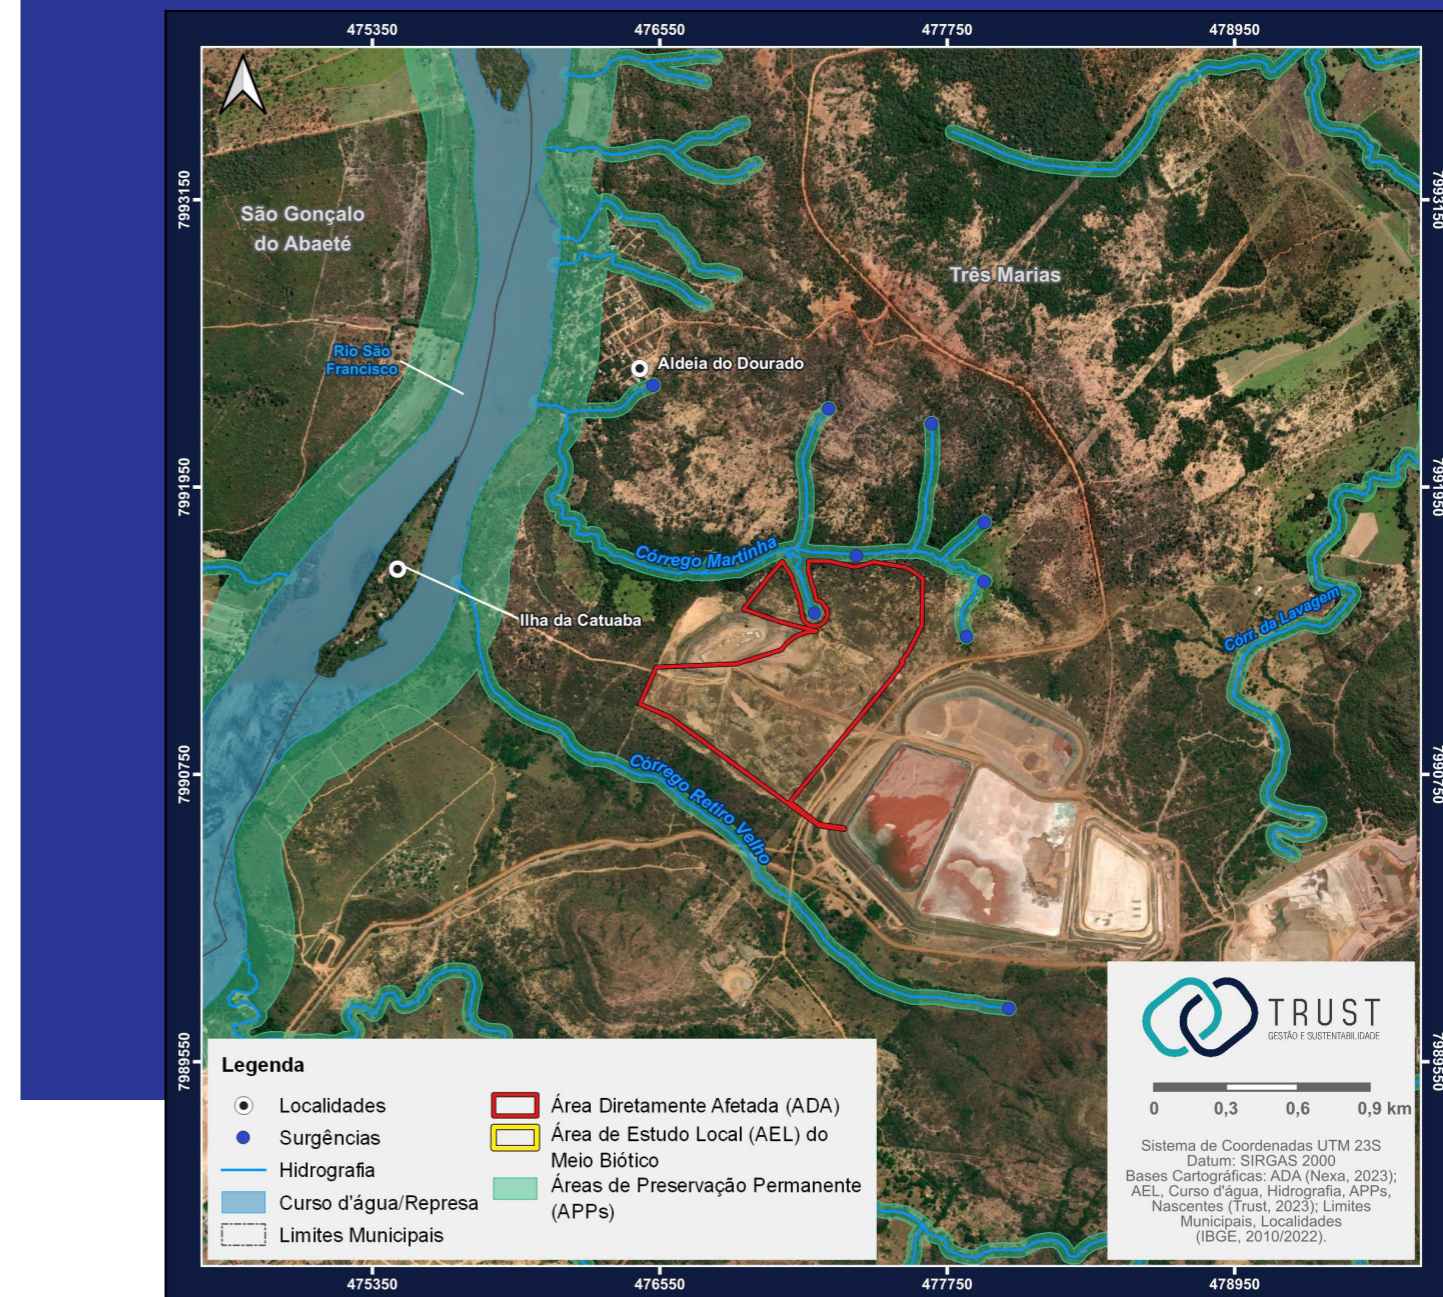 475350
476550
477750
478950
7993150
7993150
São Gonçalo
do Abaeté
Três Marias
Rio São
Francisco
Aldeia do Dourado
7991950
7991950
Córrego Martinha
Ilha da Catuaba
Córr. da Lavagem
7990750
7990750
Córrego Retiro Velho
7989550
7989550
Legenda
Localidades
Surgências
Hidrografia
Curso d'água/Represa
Limites Municipais
Área Diretamente Afetada (ADA)
Área de Estudo Local (AEL) do
Meio Biótico
Áreas de Preservação Permanente
(APPs)
TRUST
GESTÃO E SUSTENTABILIDADE
0
0,3
0,6
0,9 km
Sistema de Coordenadas UTM 23S
Datum: SIRGAS 2000
Bases Cartográficas: ADA (Nexa, 2023);
AEL, Curso d'água, Hidrografia, APPs,
Nascentes (Trust, 2023); Limites
Municipais, Localidades
(IBGE, 2010/2022).
475350
476550
477750
478950